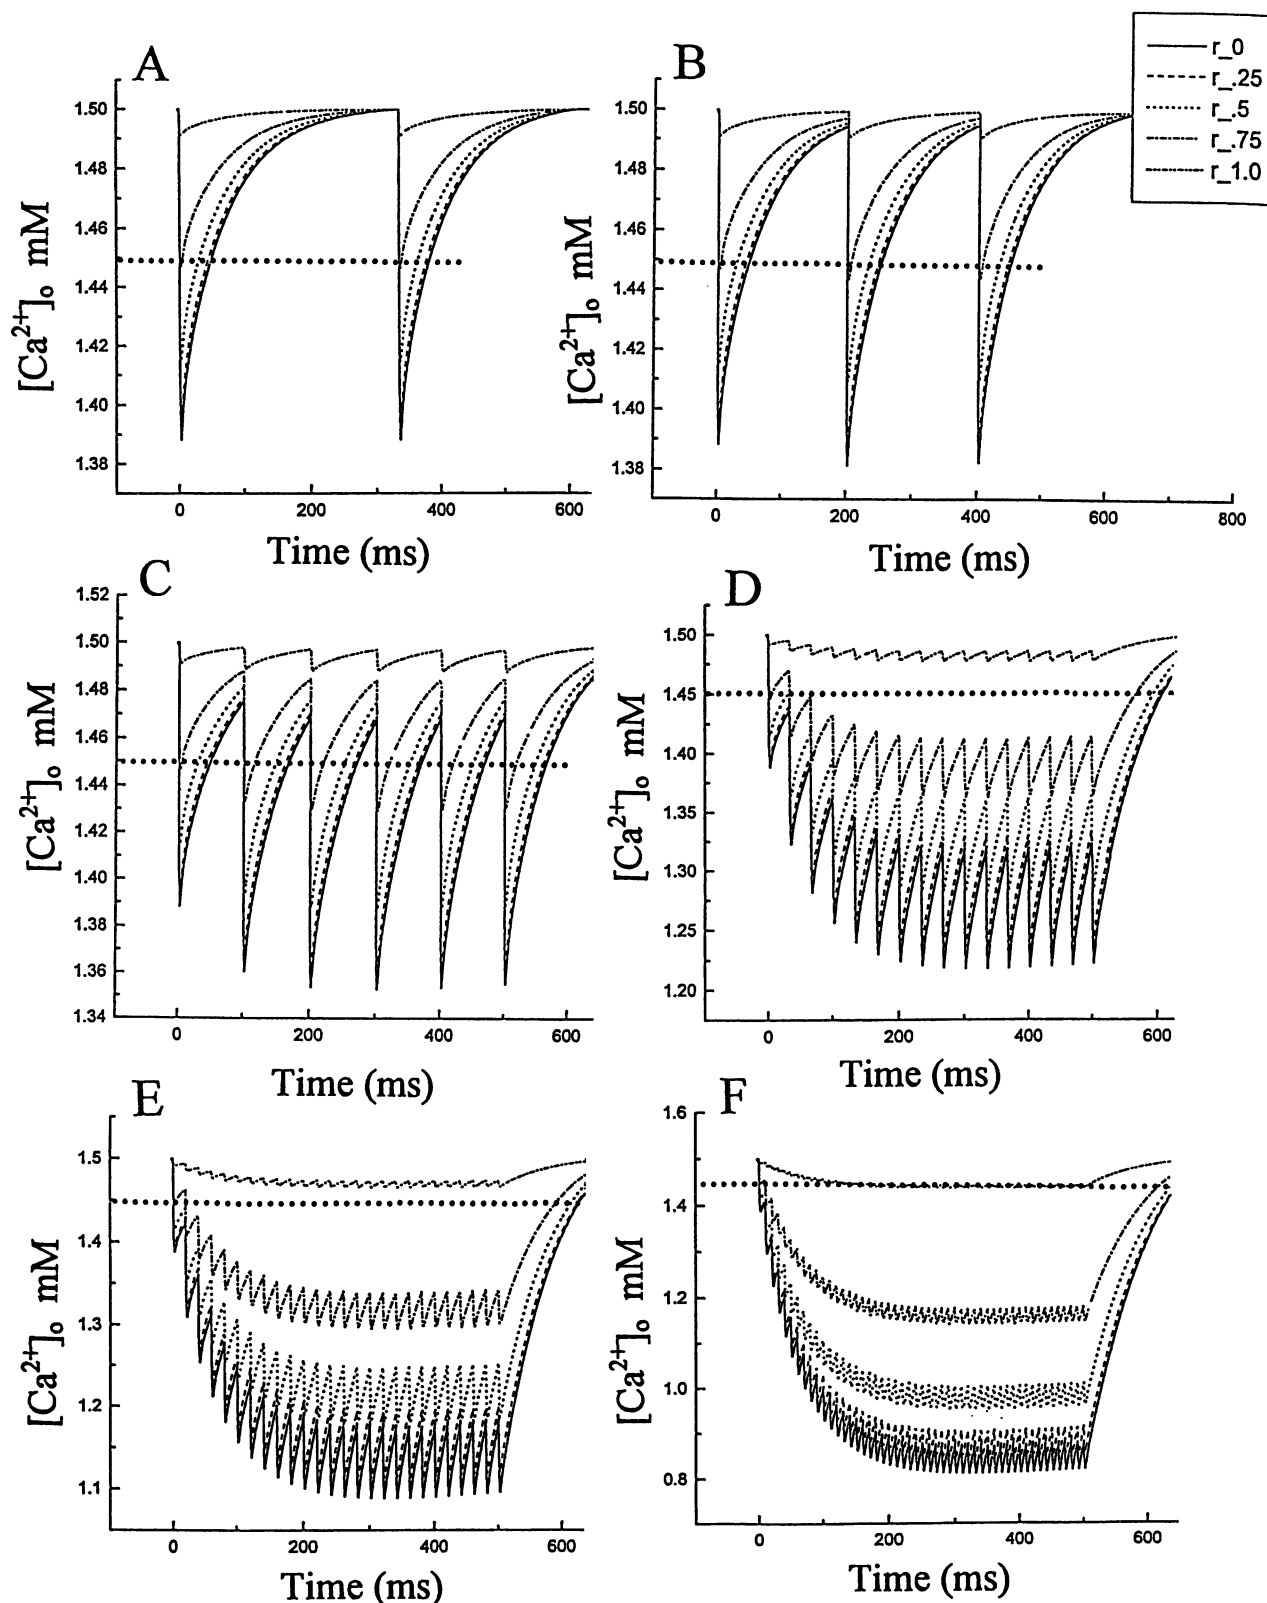 A
1.50
1.48
1.46
1.44
1.42
1.40
1.38
[Ca2+]o mM
0
200
400
600
Time (ms)
B
1.50
1.48
1.46
1.44
1.42
1.40
1.38
[Ca2+]o mM
0
200
400
600
800
Time (ms)
r_0
r_.25
r_.5
r_.75
r_1.0
C
1.52
1.50
1.48
1.46
1.44
1.42
1.40
1.38
1.36
1.34
[Ca2+]o mM
0
200
400
600
Time (ms)
D
1.50
1.45
1.40
1.35
1.30
1.25
1.20
[Ca2+]o mM
0
200
400
600
Time (ms)
E
1.5
1.4
1.3
1.2
1.1
[Ca2+]o mM
0
200
400
600
Time (ms)
F
1.6
1.4
1.2
1.0
0.8
[Ca2+]o mM
0
200
400
600
Time (ms)